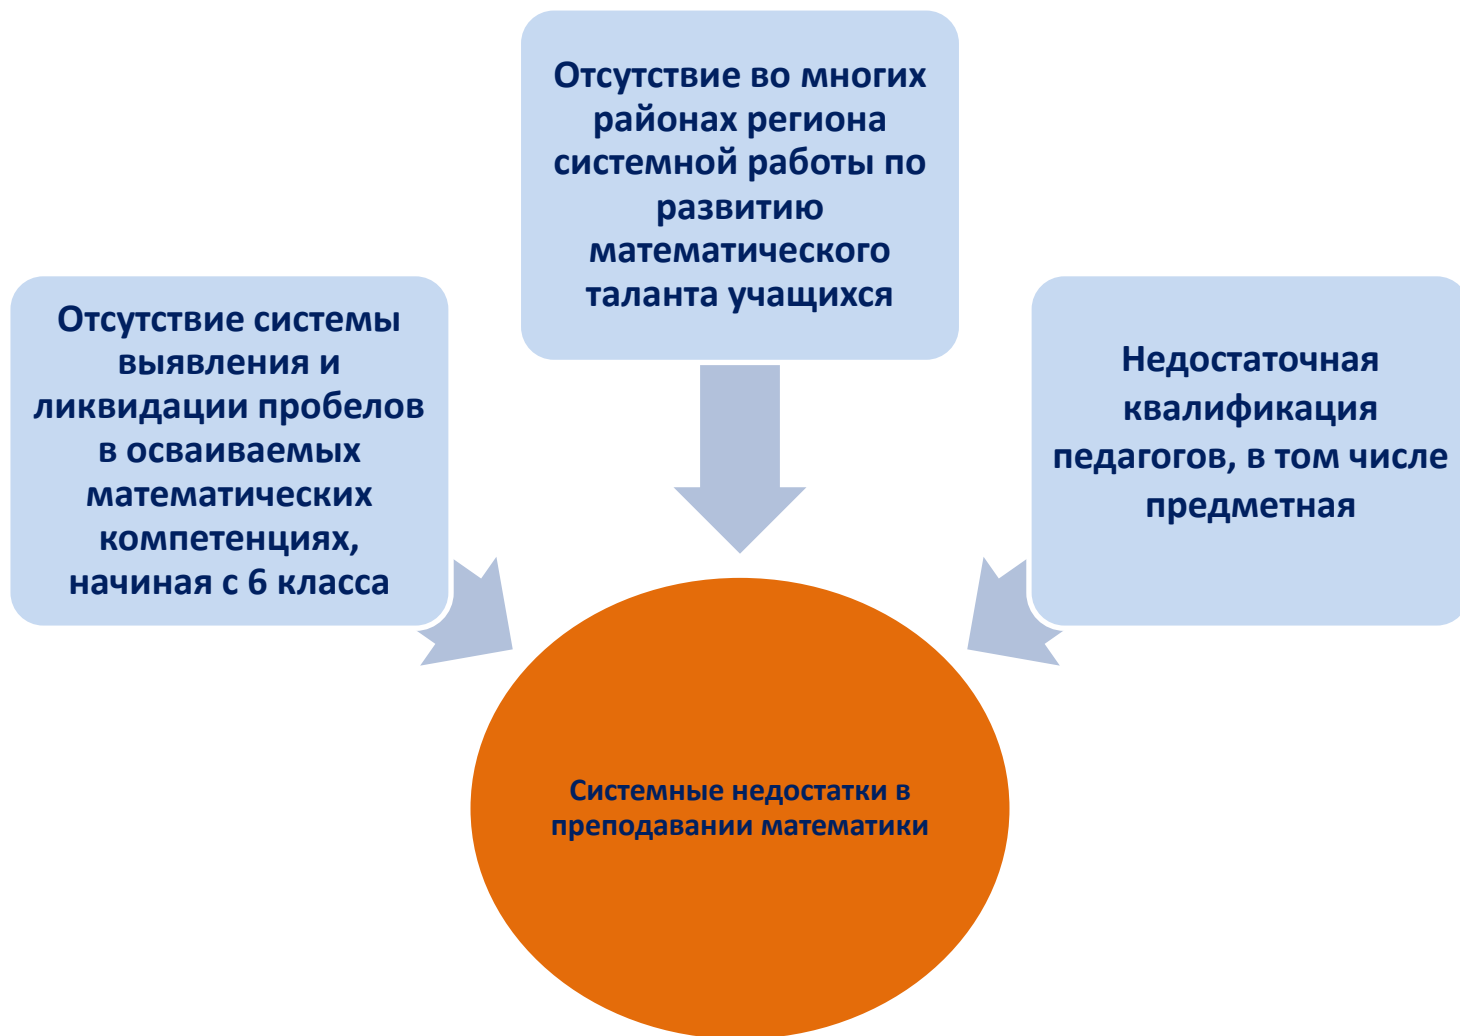 Отсутствие во многих
районах региона
системной работы по
развитию
математического
таланта учащихся
Отсутствие системы
выявления и
ликвидации пробелов
в осваиваемых
математических
компетенциях,
начиная с 6 класса
Недостаточная
квалификация
педагогов, в том числе
предметная
Системные недостатки в
преподавании математики